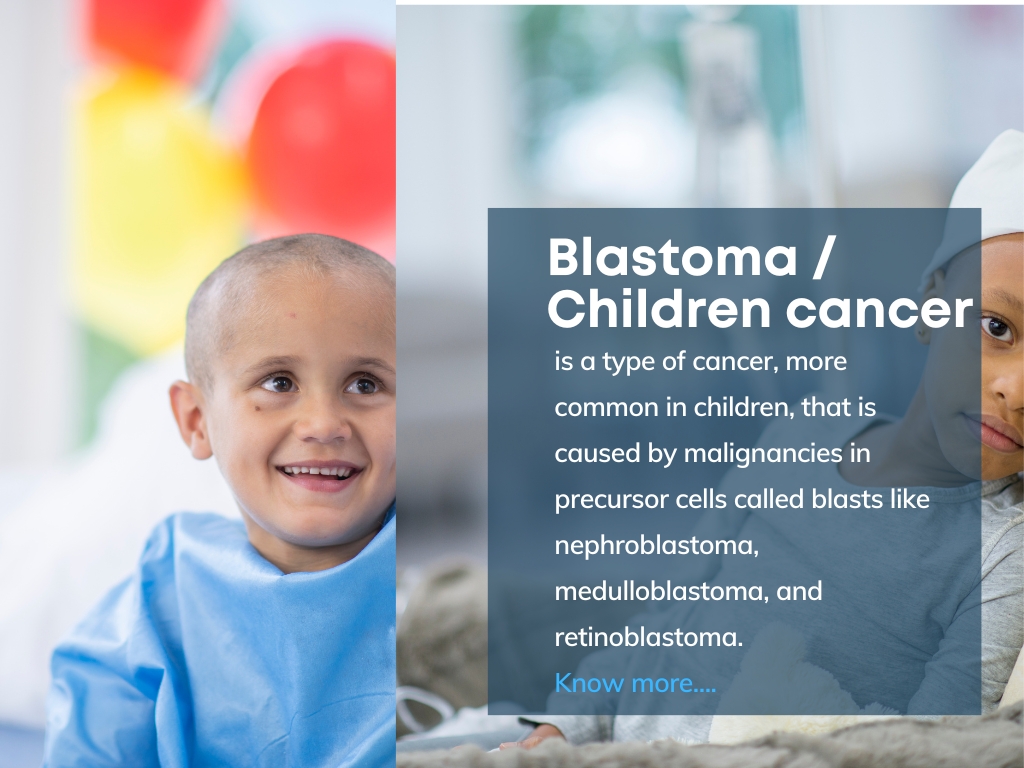 Blastoma /
Children cancer
is a type of cancer, more
common in children, that is
caused by malignancies in
precursor cells called blasts like
nephroblastoma,
medulloblastoma, and
retinoblastoma.
Know more....